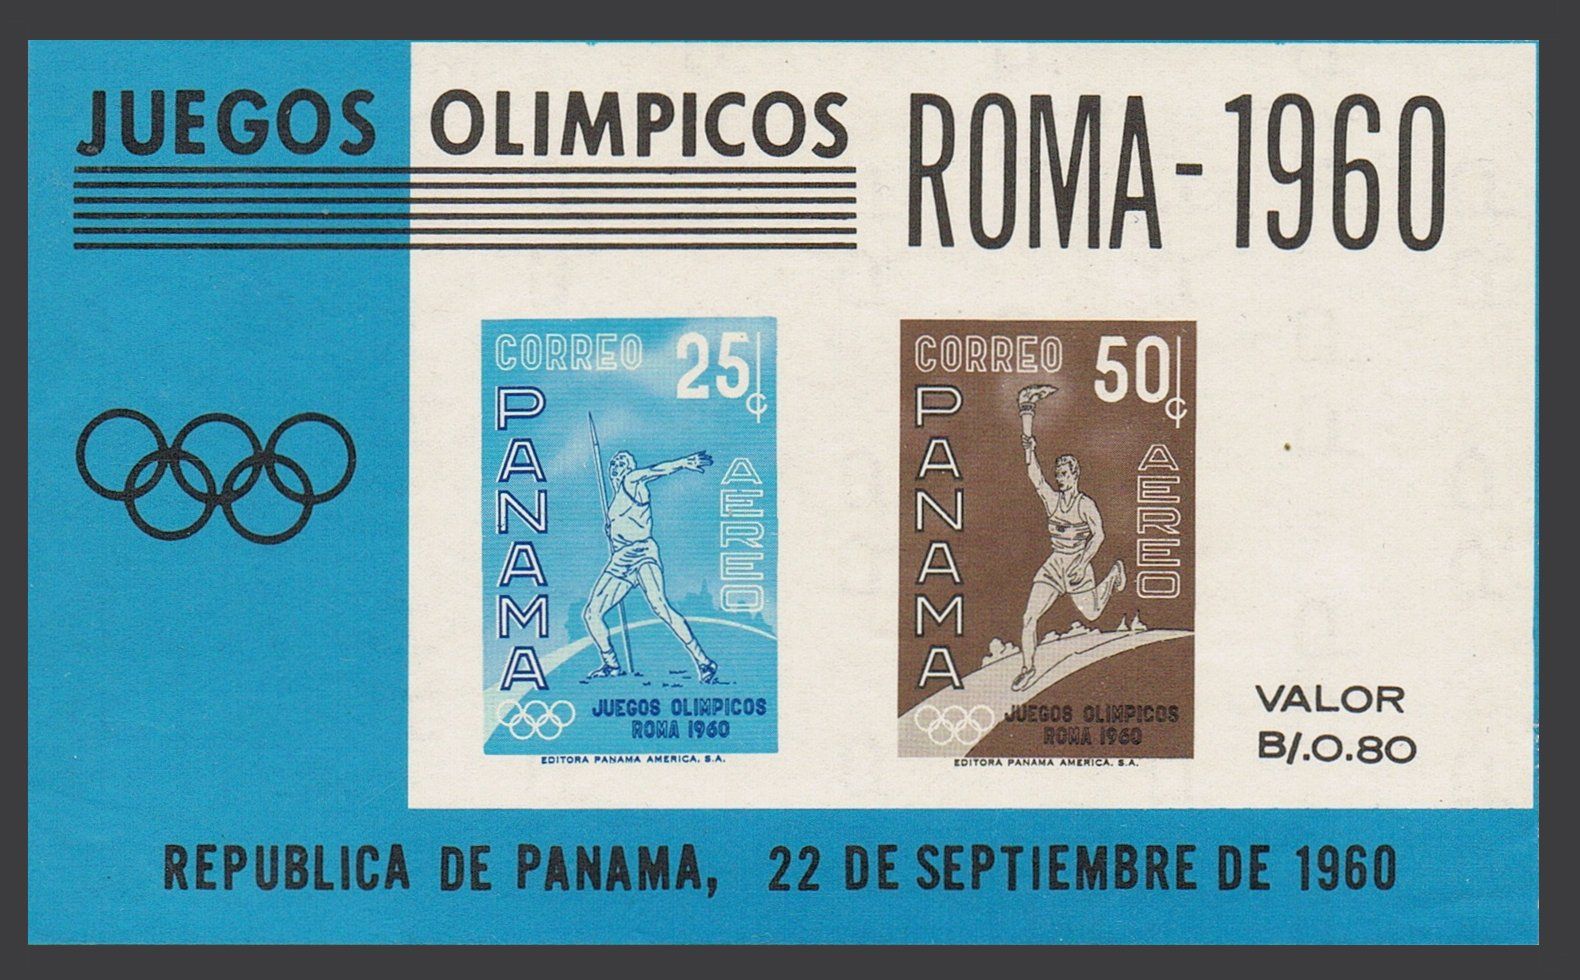 JUEGOS OLIMPICOS ROMA-1960
CORREO 25¢
PANAMA
AEREO
JUEGOS OLIMPICOS
ROMA 1960
EDITORA PANAMA AMERICA, S.A.
CORREO 50¢
PANAMA
AEREO
JUEGOS OLIMPICOS
ROMA 1960
EDITORA PANAMA AMERICA, S.A.
VALOR
B/.0.80
REPUBLICA DE PANAMA, 22 DE SEPTIEMBRE DE 1960